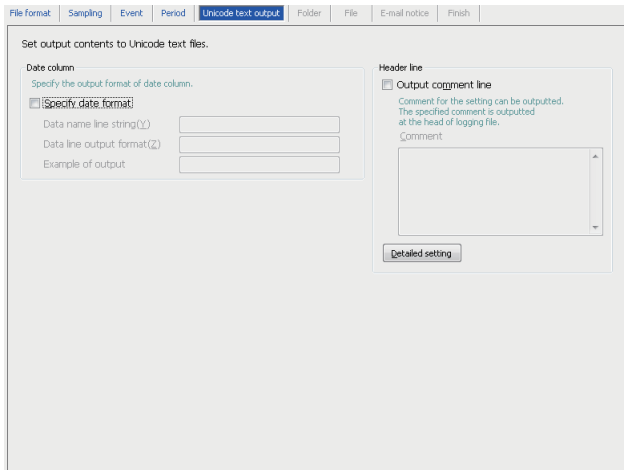 File format Sampling Event Period Unicode text output Folder File E-mail notice Finish
Set output contents to Unicode text files.
Date column
Specify the output format of date column.
Specify date format
Data name line string(Y)
Data line output format(Z)
Example of output
Header line
Output comment line
Comment for the setting can be outputted.
The specified comment is outputted
at the head of logging file.
Comment
Detailed setting